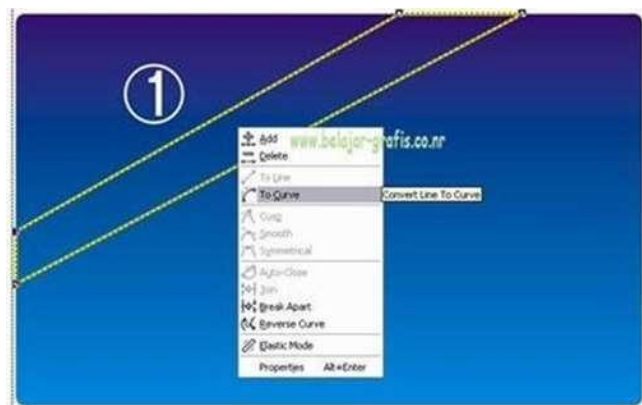 ①
Add
www.belajar-grafis.co.nr
Delete
To Line
To Curve
Convert Line To Curve
Cusp
Smooth
Symmetrical
Auto-Close
Join
Break Apart
Reverse Curve
Elastic Mode
Properties Alt+Enter